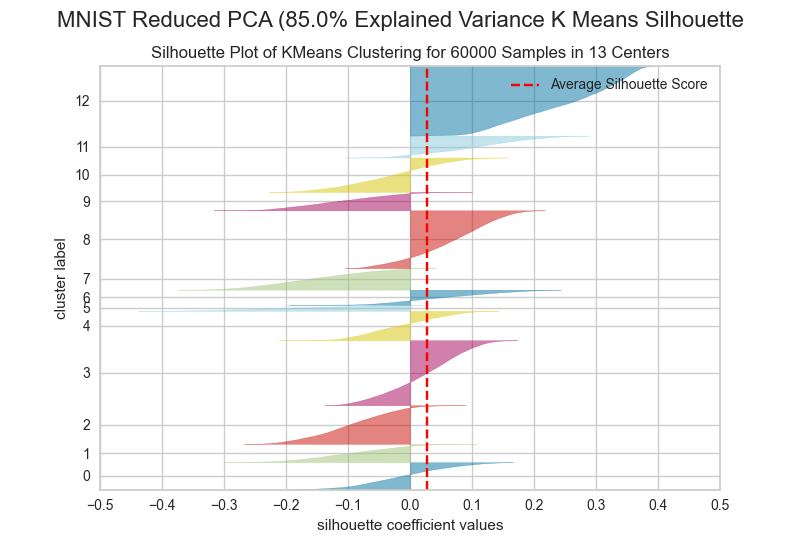 MNIST Reduced PCA (85.0% Explained Variance K Means Silhouette
Silhouette Plot of KMeans Clustering for 60000 Samples in 13 Centers
Average Silhouette Score
12
11
10
9
8
7
6
5
4
3
2
1
0
cluster label
−0.5 −0.4 −0.3 −0.2 −0.1 0.0 0.1 0.2 0.3 0.4 0.5
silhouette coefficient values